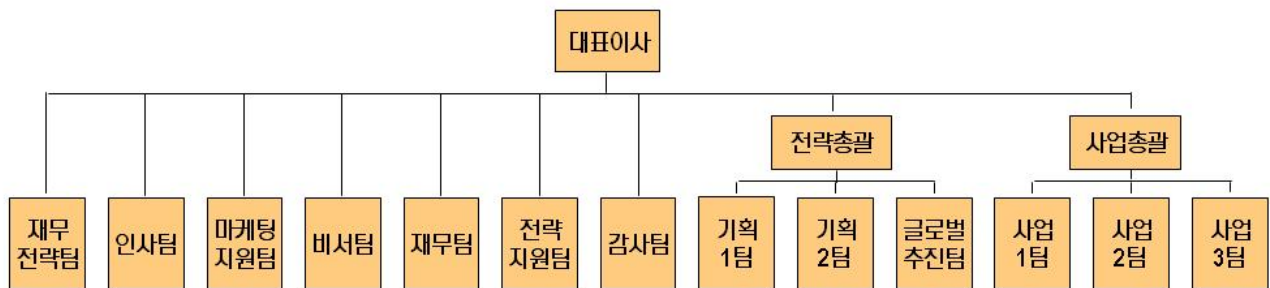 대표이사
전략총괄
사업총괄
재무
전략팀
인사팀
마케팅
지원팀
비서팀
재무팀
전략
지원팀
감사팀
기획
1팀
기획
2팀
글로벌
추진팀
사업
1팀
사업
2팀
사업
3팀